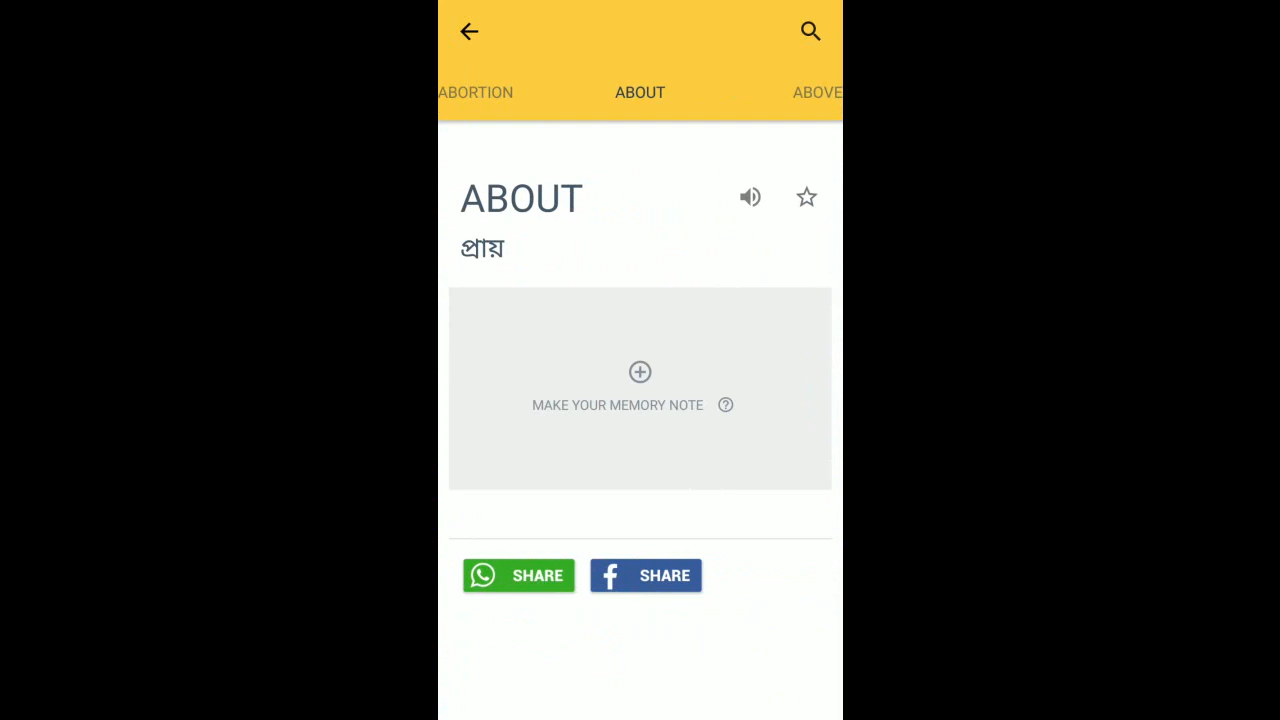 ABORTION ABOUT ABOVE
ABOUT
প্রায়
MAKE YOUR MEMORY NOTE
SHARE SHARE